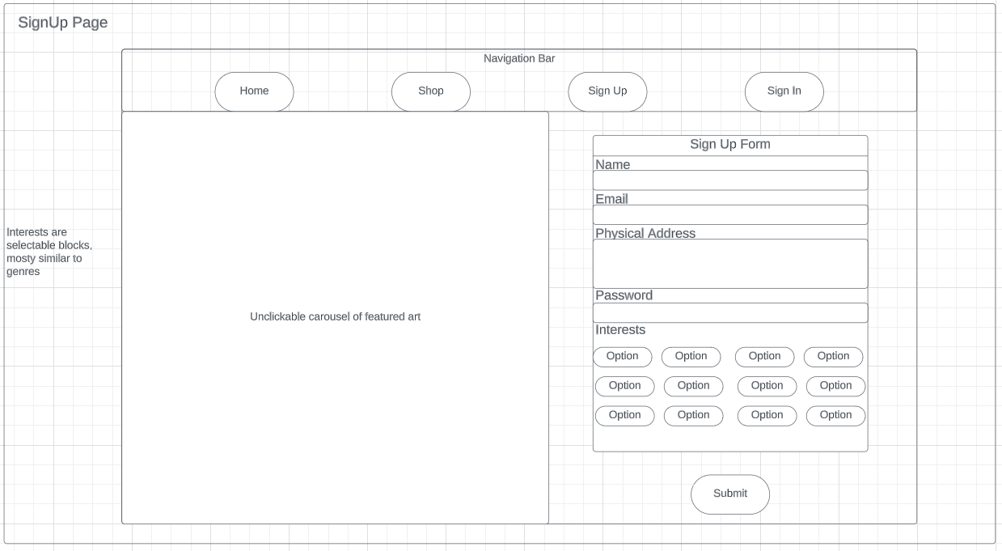 SignUp Page
Navigation Bar
Home
Shop
Sign Up
Sign In
Sign Up Form
Name
Email
Interests are
selectable blocks,
mosty similar to
genres
Physical Address
Password
Unclickable carousel of featured art
Interests
Option
Option
Option
Option
Option
Option
Option
Option
Option
Option
Option
Option
Submit